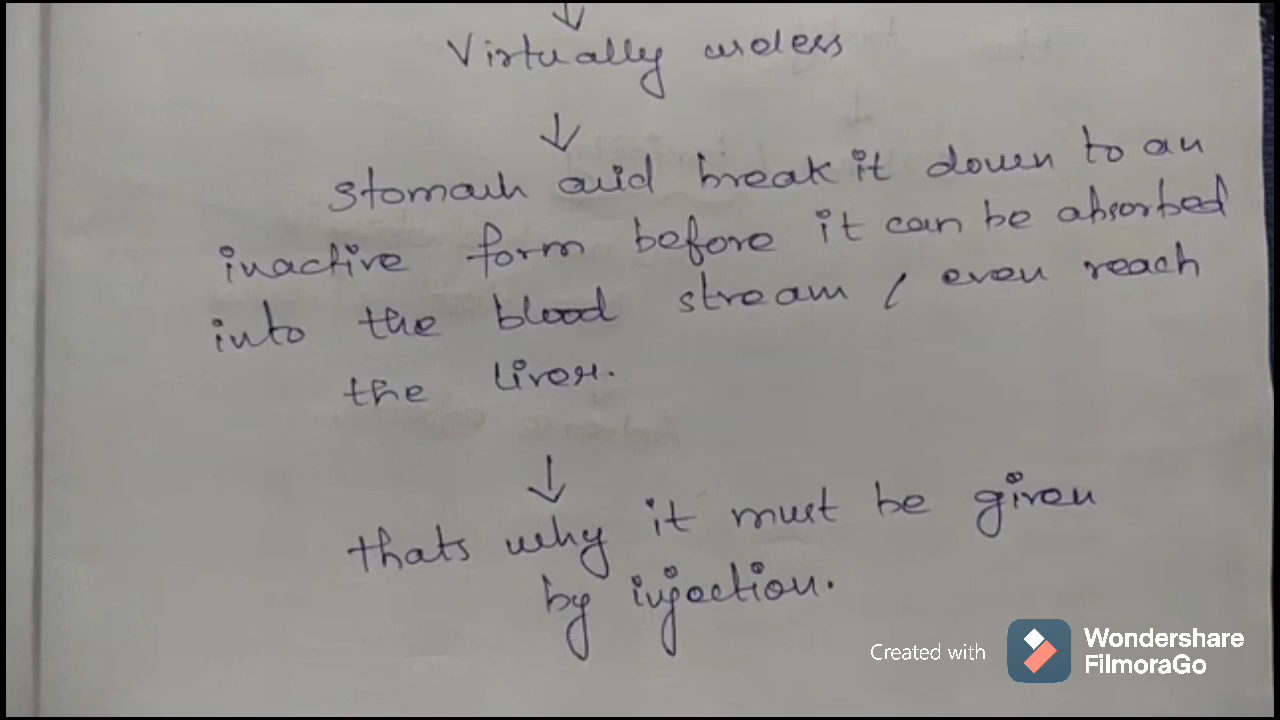 ↓
Virtually useless
↓
stomach acid break it down to an
inactive form before it can be absorbed
into the blood stream / even reach
the liver.
↓
thats why it must be given
by injection.
Created with Wondershare
FilmoraGo